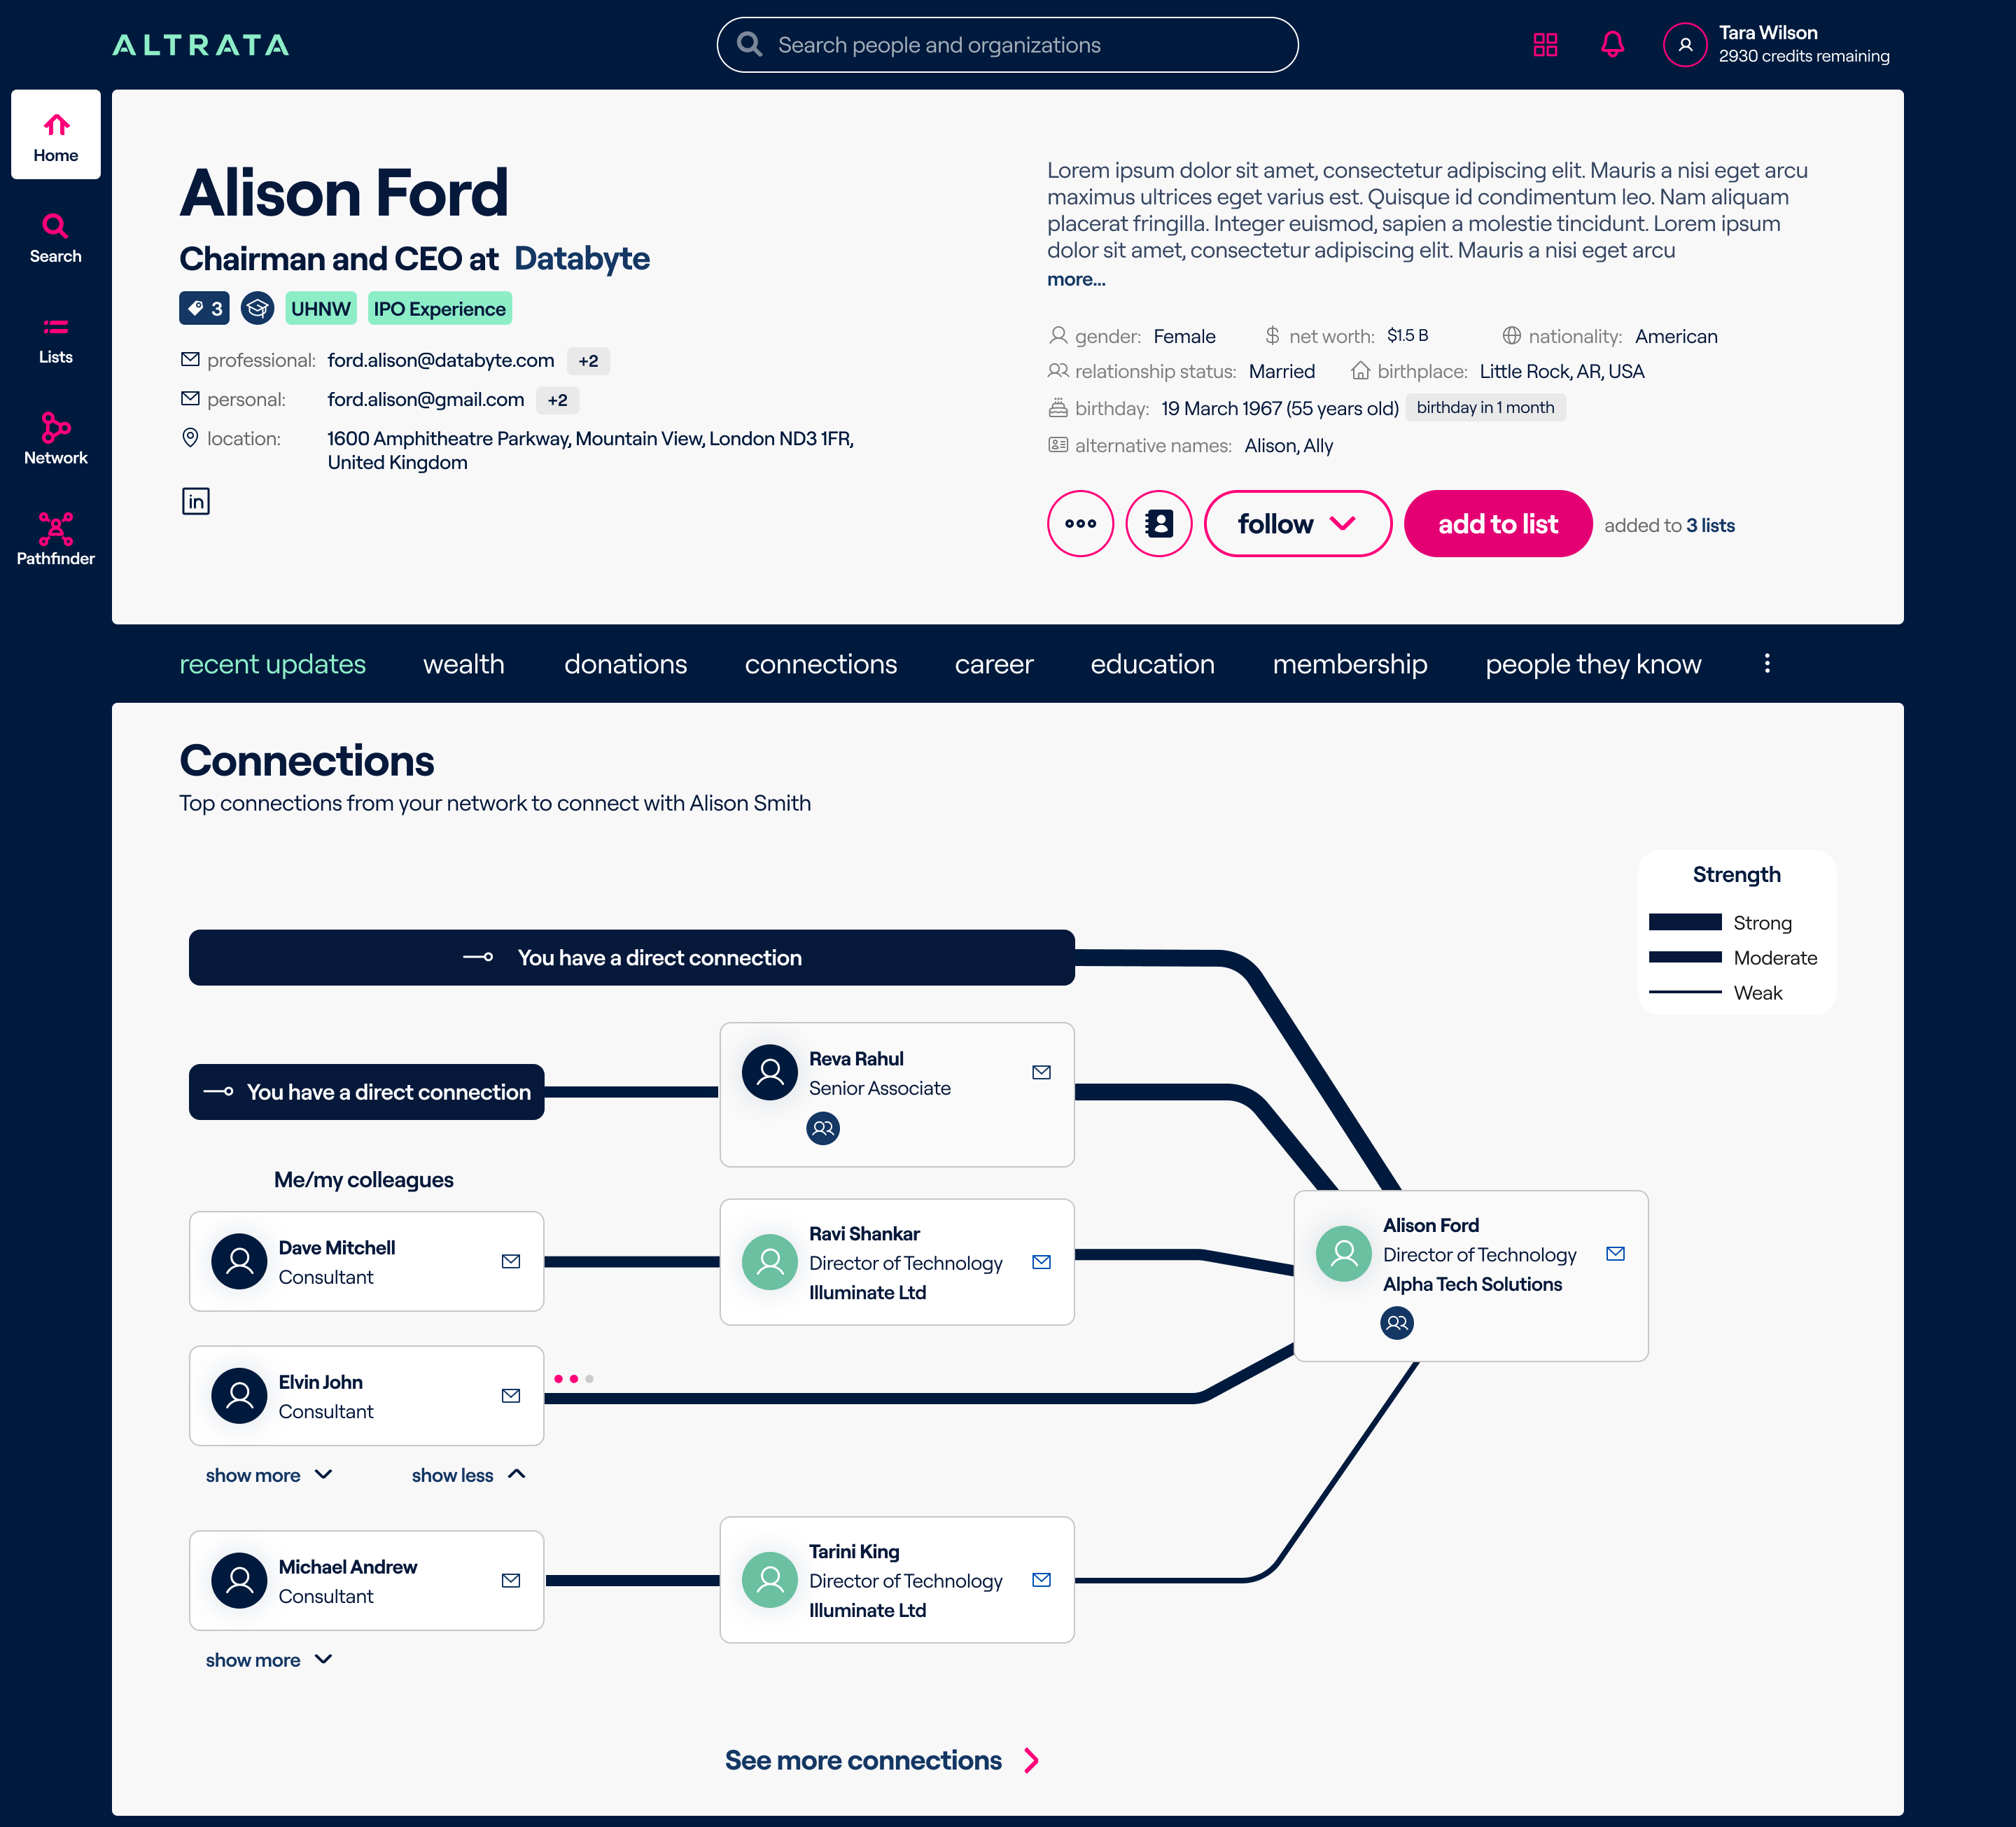 ALTRATA
Search people and organizations
Tara Wilson
2930 credits remaining
Home
Search
Lists
Network
Pathfinder
Alison Ford
Chairman and CEO at Databyte
3 UHNW IPO Experience
professional: ford.alison@databyte.com +2
personal: ford.alison@gmail.com +2
location: 1600 Amphitheatre Parkway, Mountain View, London ND3 1FR,
United Kingdom
in
Lorem ipsum dolor sit amet, consectetur adipiscing elit. Mauris a nisi eget arcu
maximus ultrices eget varius est. Quisque id condimentum leo. Nam aliquam
placerat fringilla. Integer euismod, sapien a molestie tincidunt. Lorem ipsum
dolor sit amet, consectetur adipiscing elit. Mauris a nisi eget arcu
more...
gender: Female net worth: $1.5 B nationality: American
relationship status: Married birthplace: Little Rock, AR, USA
birthday: 19 March 1967 (55 years old) birthday in 1 month
alternative names: Alison, Ally
follow add to list added to 3 lists
recent updates wealth donations connections career education membership people they know
Connections
Top connections from your network to connect with Alison Smith
Strength
Strong
Moderate
Weak
You have a direct connection
You have a direct connection
Reva Rahul
Senior Associate
Me/my colleagues
Dave Mitchell
Consultant
Ravi Shankar
Director of Technology
Illuminate Ltd
Alison Ford
Director of Technology
Alpha Tech Solutions
Elvin John
Consultant
show more show less
Michael Andrew
Consultant
Tarini King
Director of Technology
Illuminate Ltd
show more
See more connections